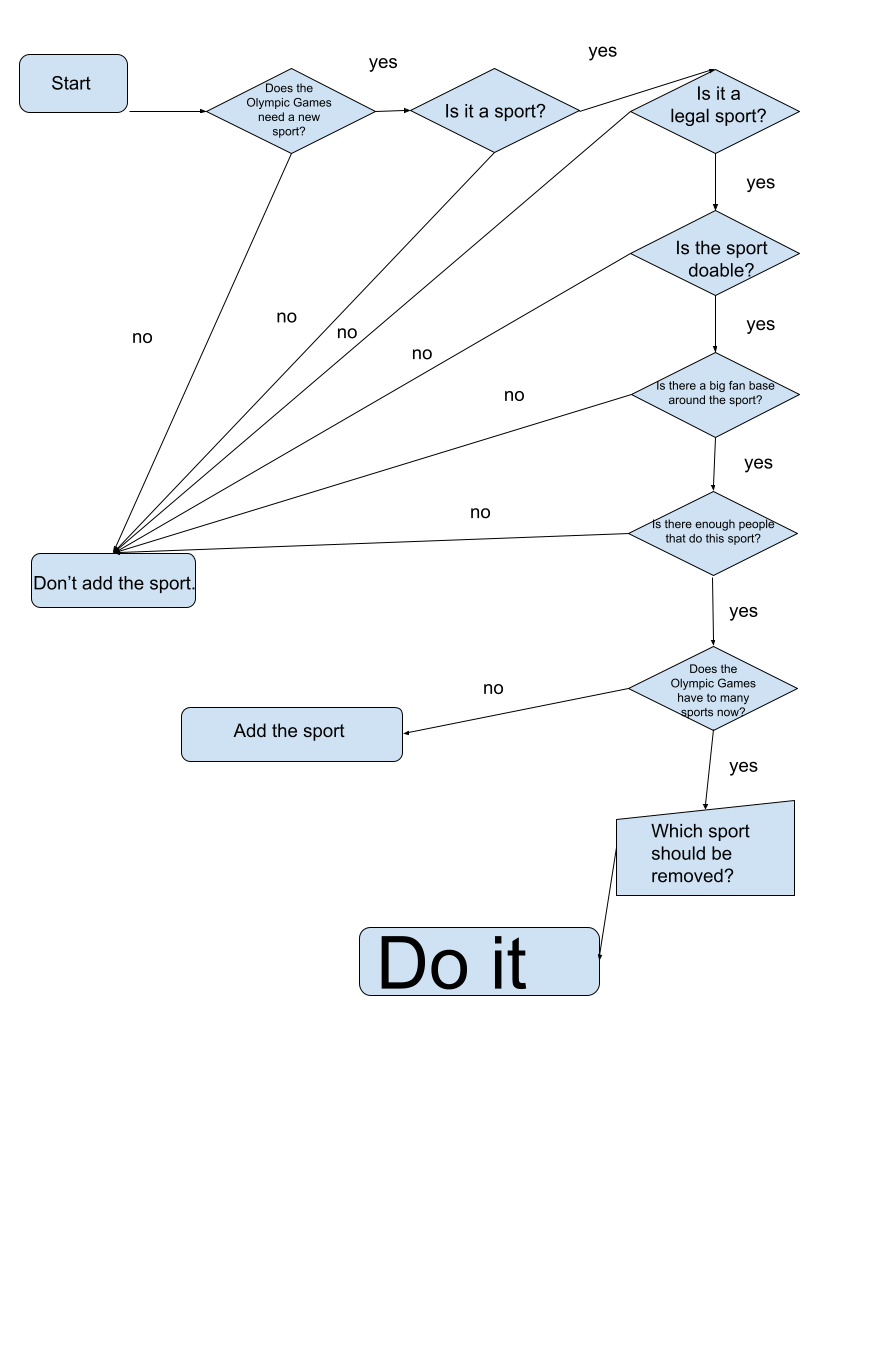 yes
yes
Start
Does the
Olympic Games
need a new
sport?
Is it a sport?
Is it a
legal sport?
yes
Is the sport
doable?
no
no
no
no
yes
Is there a big fan base
around the sport?
no
yes
no
Is there enough people
that do this sport?
Don't add the sport.
yes
no
Does the
Olympic Games
have to many
sports now?
Add the sport
yes
Which sport
should be
removed?
Do it